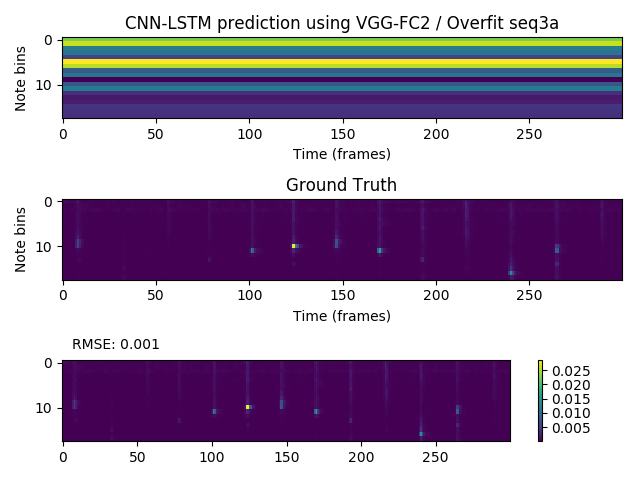 CNN-LSTM prediction using VGG-FC2 / Overfit seq3a
0
10
Note bins
0 50 100 150 200 250
Time (frames)
Ground Truth
0
10
Note bins
0 50 100 150 200 250
Time (frames)
RMSE: 0.001
0
10
0 50 100 150 200 250
0.025
0.020
0.015
0.010
0.005